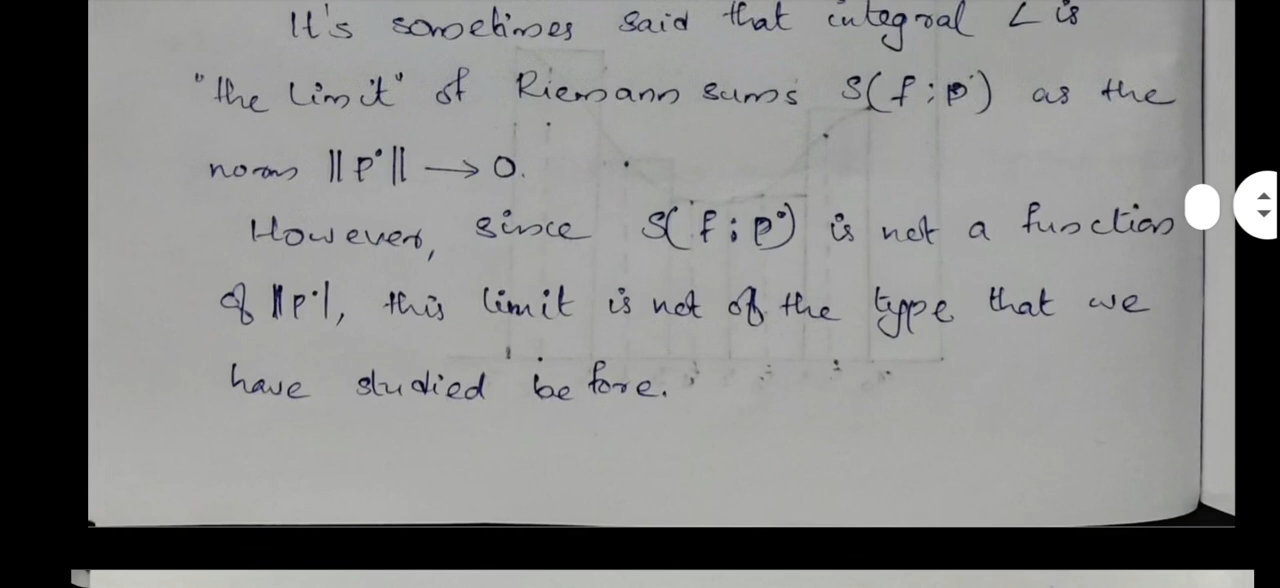 It's sometimes said that integral L is
"the limit" of Riemann sums S(f; ṗ) as the
norm ||ṗ|| → 0.
However, since S(f; ṗ) is not a function
of ||ṗ||, this limit is not of the type that we
have studied before.